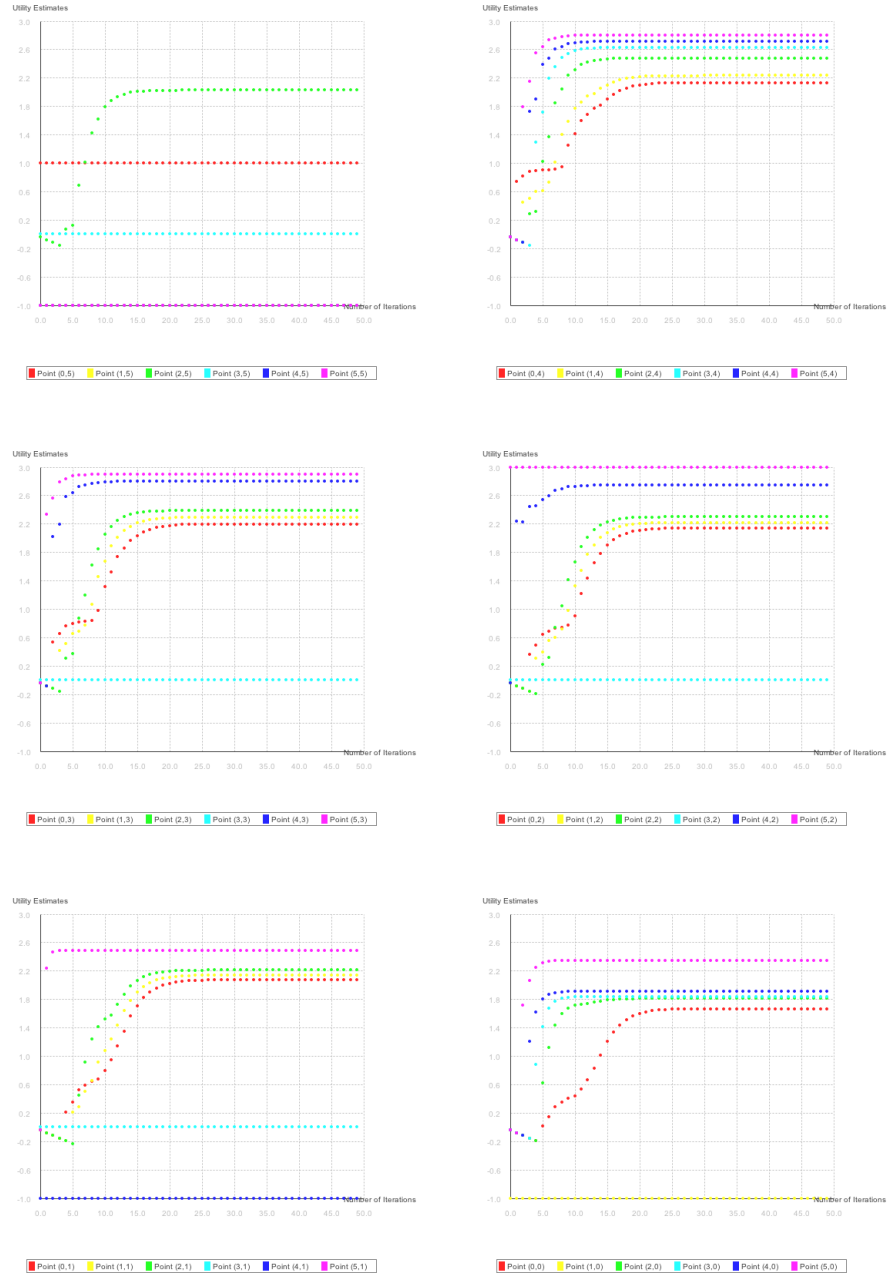 Utility Estimates
3.0
2.6
2.2
1.8
1.4
1.0
0.6
0.2
-0.2
-0.6
-1.0
Number of Iterations
0.0 5.0 10.0 15.0 20.0 25.0 30.0 35.0 40.0 45.0 50.0
Point (0,5) Point (1,5) Point (2,5) Point (3,5) Point (4,5) Point (5,5)
Utility Estimates
3.0
2.6
2.2
1.8
1.4
1.0
0.6
0.2
-0.2
-0.6
-1.0
Number of Iterations
0.0 5.0 10.0 15.0 20.0 25.0 30.0 35.0 40.0 45.0 50.0
Point (0,4) Point (1,4) Point (2,4) Point (3,4) Point (4,4) Point (5,4)
Utility Estimates
3.0
2.6
2.2
1.8
1.4
1.0
0.6
0.2
-0.2
-0.6
-1.0
Number of Iterations
0.0 5.0 10.0 15.0 20.0 25.0 30.0 35.0 40.0 45.0 50.0
Point (0,3) Point (1,3) Point (2,3) Point (3,3) Point (4,3) Point (5,3)
Utility Estimates
3.0
2.6
2.2
1.8
1.4
1.0
0.6
0.2
-0.2
-0.6
-1.0
Number of Iterations
0.0 5.0 10.0 15.0 20.0 25.0 30.0 35.0 40.0 45.0 50.0
Point (0,2) Point (1,2) Point (2,2) Point (3,2) Point (4,2) Point (5,2)
Utility Estimates
3.0
2.6
2.2
1.8
1.4
1.0
0.6
0.2
-0.2
-0.6
-1.0
Number of Iterations
0.0 5.0 10.0 15.0 20.0 25.0 30.0 35.0 40.0 45.0 50.0
Point (0,1) Point (1,1) Point (2,1) Point (3,1) Point (4,1) Point (5,1)
Utility Estimates
3.0
2.6
2.2
1.8
1.4
1.0
0.6
0.2
-0.2
-0.6
-1.0
Number of Iterations
0.0 5.0 10.0 15.0 20.0 25.0 30.0 35.0 40.0 45.0 50.0
Point (0,0) Point (1,0) Point (2,0) Point (3,0) Point (4,0) Point (5,0)